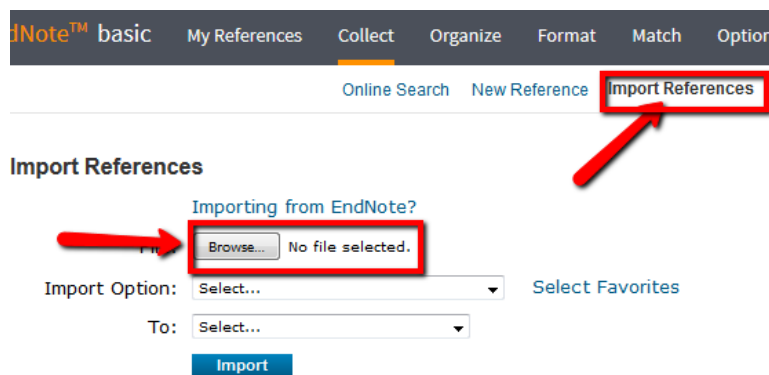 dNote™ basic My References Collect Organize Format Match Option
Online Search New Reference Import References
Import References
Importing from EndNote?
Browse... No file selected.
Import Option: Select... Select Favorites
To: Select...
Import